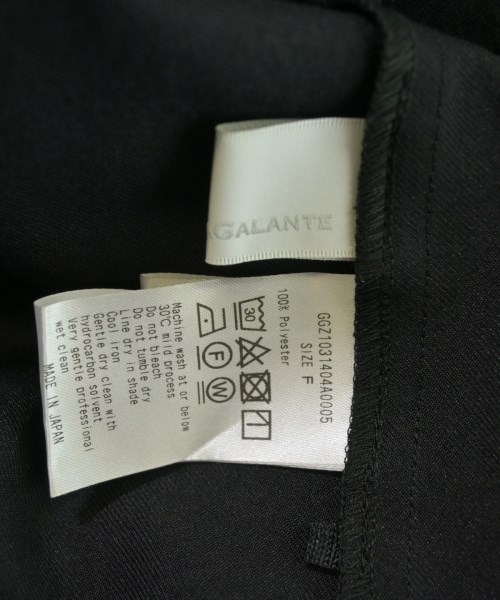 GALANTE
GGZ1031404A0005
SIZE F
100% Polyester
30
F W
Machine wash at or below
30℃ mild process
Do not bleach
Do not tumble dry
Line dry in shade
Cool iron
Gentle dry clean with
hydrocarbon solvent
Very gentle professional
wet clean
MADE IN JAPAN